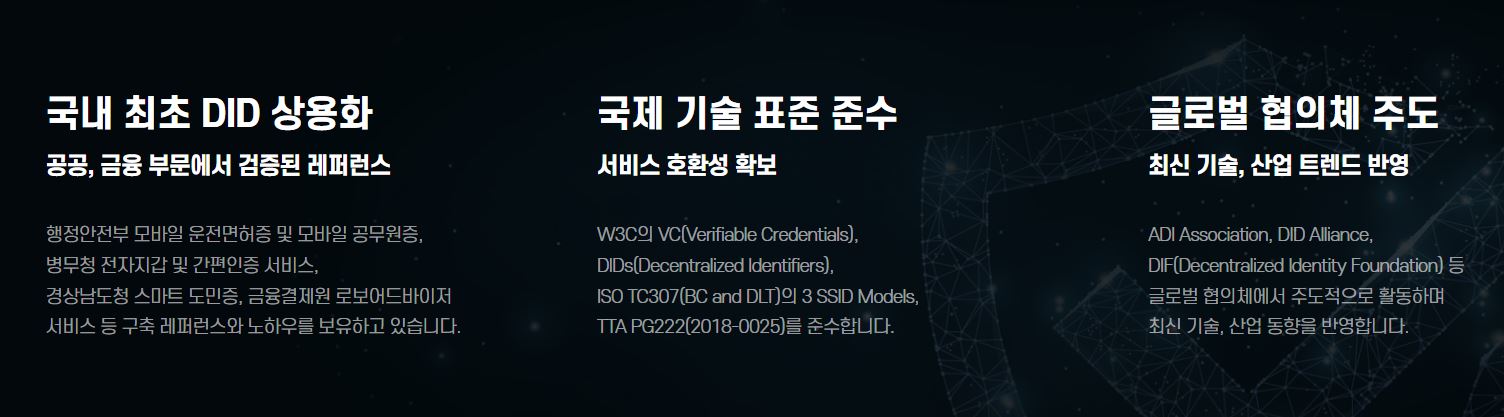 국내 최초 DID 상용화
공공, 금융 부문에서 검증된 레퍼런스
행정안전부 모바일 운전면허증 및 모바일 공무원증,
병무청 전자지갑 및 간편인증 서비스,
경상남도청 스마트 도민증, 금융결제원 로보어드바이저
서비스 등 구축 레퍼런스와 노하우를 보유하고 있습니다.
국제 기술 표준 준수
서비스 호환성 확보
W3C의 VC(Verifiable Credentials),
DIDs(Decentralized Identifiers),
ISO TC307(BC and DLT)의 3 SSID Models,
TTA PG222(2018-0025)를 준수합니다.
글로벌 협의체 주도
최신 기술, 산업 트렌드 반영
ADI Association, DID Alliance,
DIF(Decentralized Identity Foundation) 등
글로벌 협의체에서 주도적으로 활동하며
최신 기술, 산업 동향을 반영합니다.